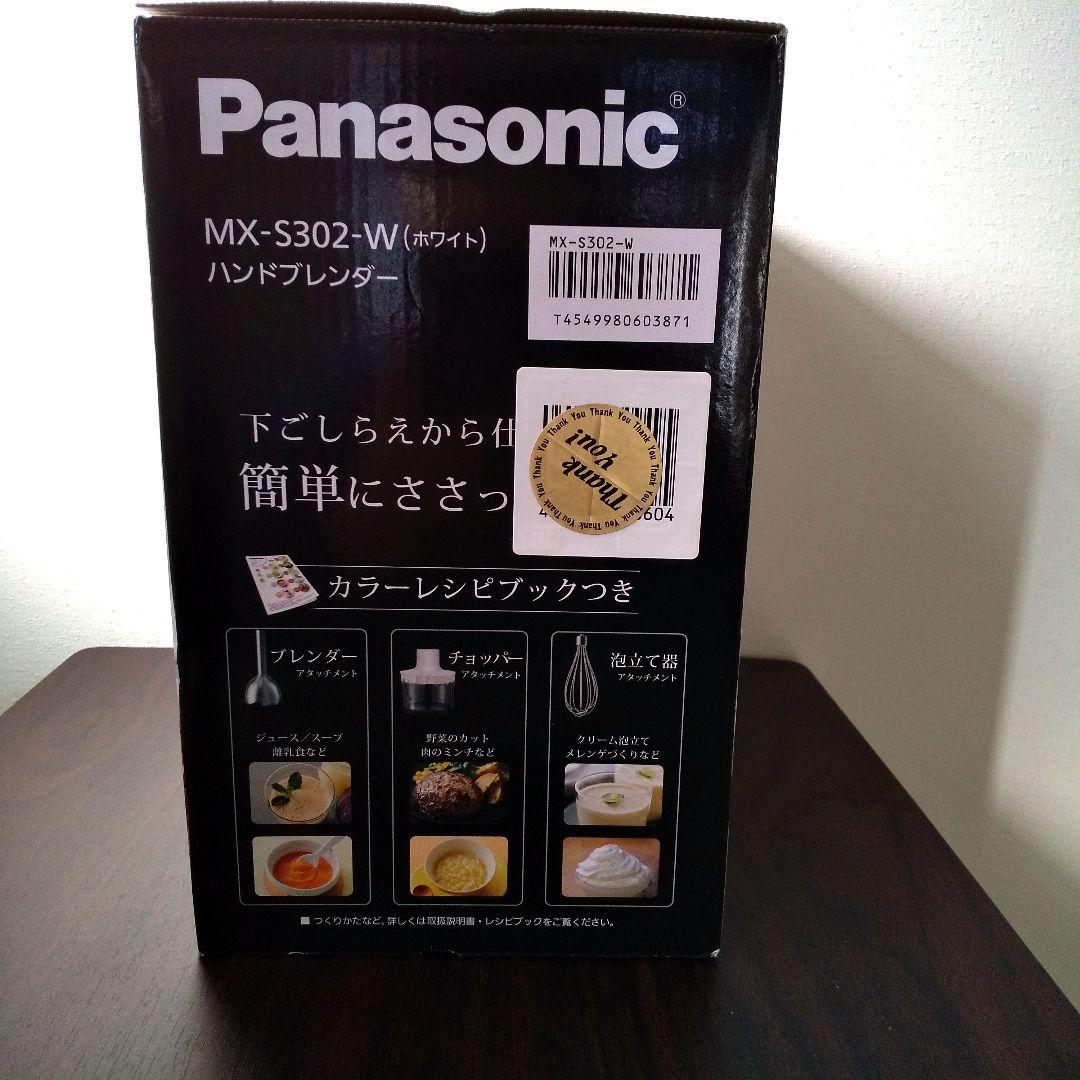 Panasonic®
MX-S302-W(ホワイト)
ハンドブレンダー
MX-S302-W
T4549980603871
下ごしらえから仕
簡単にささっ
Thank You!
Thank You Thank You Thank You Thank You Thank You Thank You Thank You
4
604
Panasonic
カラーレシピブックつき
ブレンダー
アタッチメント
ジュース/スープ
離乳食など
チョッパー
アタッチメント
野菜のカット
肉のミンチなど
泡立て器
アタッチメント
クリーム泡立て
メレンゲづくりなど
■ つくりかたなど、詳しくは取扱説明書・レシピブックをご覧ください。